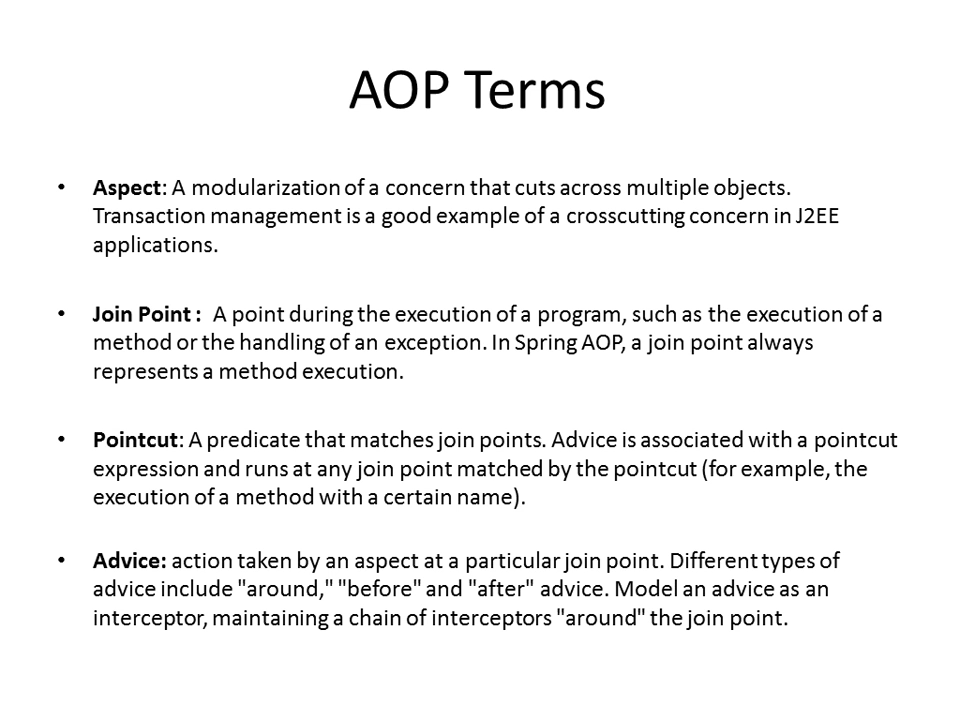 AOP Terms
• Aspect: A modularization of a concern that cuts across multiple objects.
Transaction management is a good example of a crosscutting concern in J2EE
applications.
• Join Point :  A point during the execution of a program, such as the execution of a
method or the handling of an exception. In Spring AOP, a join point always
represents a method execution.
• Pointcut: A predicate that matches join points. Advice is associated with a pointcut
expression and runs at any join point matched by the pointcut (for example, the
execution of a method with a certain name).
• Advice: action taken by an aspect at a particular join point. Different types of
advice include "around," "before" and "after" advice. Model an advice as an
interceptor, maintaining a chain of interceptors "around" the join point.